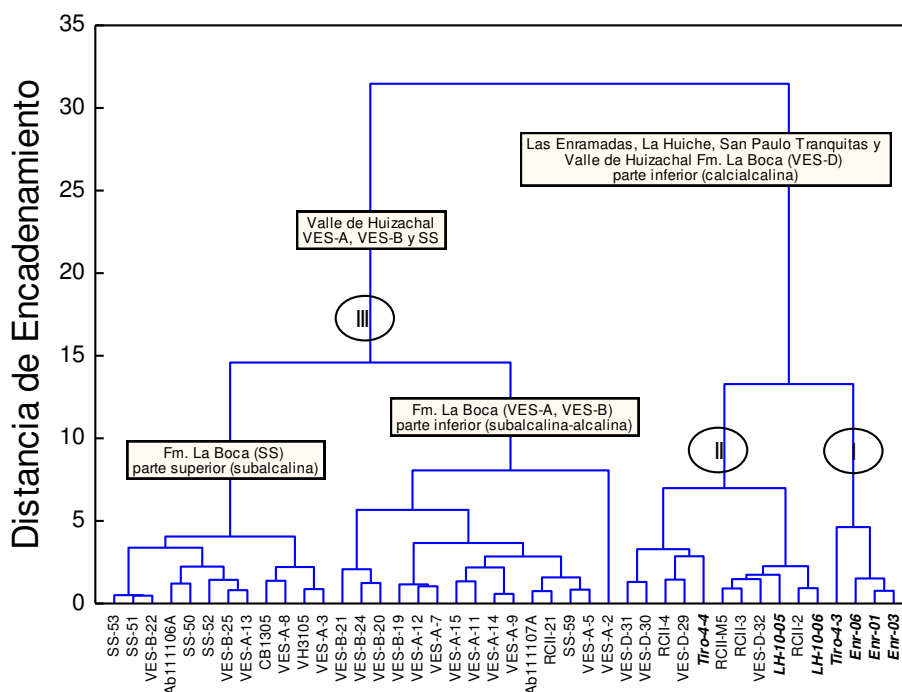 35
30
25
20
15
10
5
0
Distancia de Encadenamiento
Las Enramadas, La Huiche, San Paulo Tranquitas y
Valle de Huizachal Fm. La Boca (VES-D)
parte inferior (calcialcalina)
Valle de Huizachal
VES-A, VES-B y SS
III
Fm. La Boca (VES-A, VES-B)
parte inferior (subalcalina-alcalina)
Fm. La Boca (SS)
parte superior (subalcalina)
II
I
SS-53
SS-51
VES-B-22
Ab111106A
SS-50
SS-52
VES-B-25
VES-A-13
CB1305
VES-A-8
VH3105
VES-A-3
VES-B-21
VES-B-24
VES-B-20
VES-B-19
VES-A-12
VES-A-7
VES-A-15
VES-A-11
VES-A-14
VES-A-9
Ab111107A
RCII-21
SS-59
VES-A-5
VES-A-2
VES-D-31
VES-D-30
RCII-4
VES-D-29
Tiro-4-4
RCII-M5
RCII-3
VES-D-32
LH-10-05
RCII-2
LH-10-06
Tiro-4-3
Enr-06
Enr-01
Enr-03